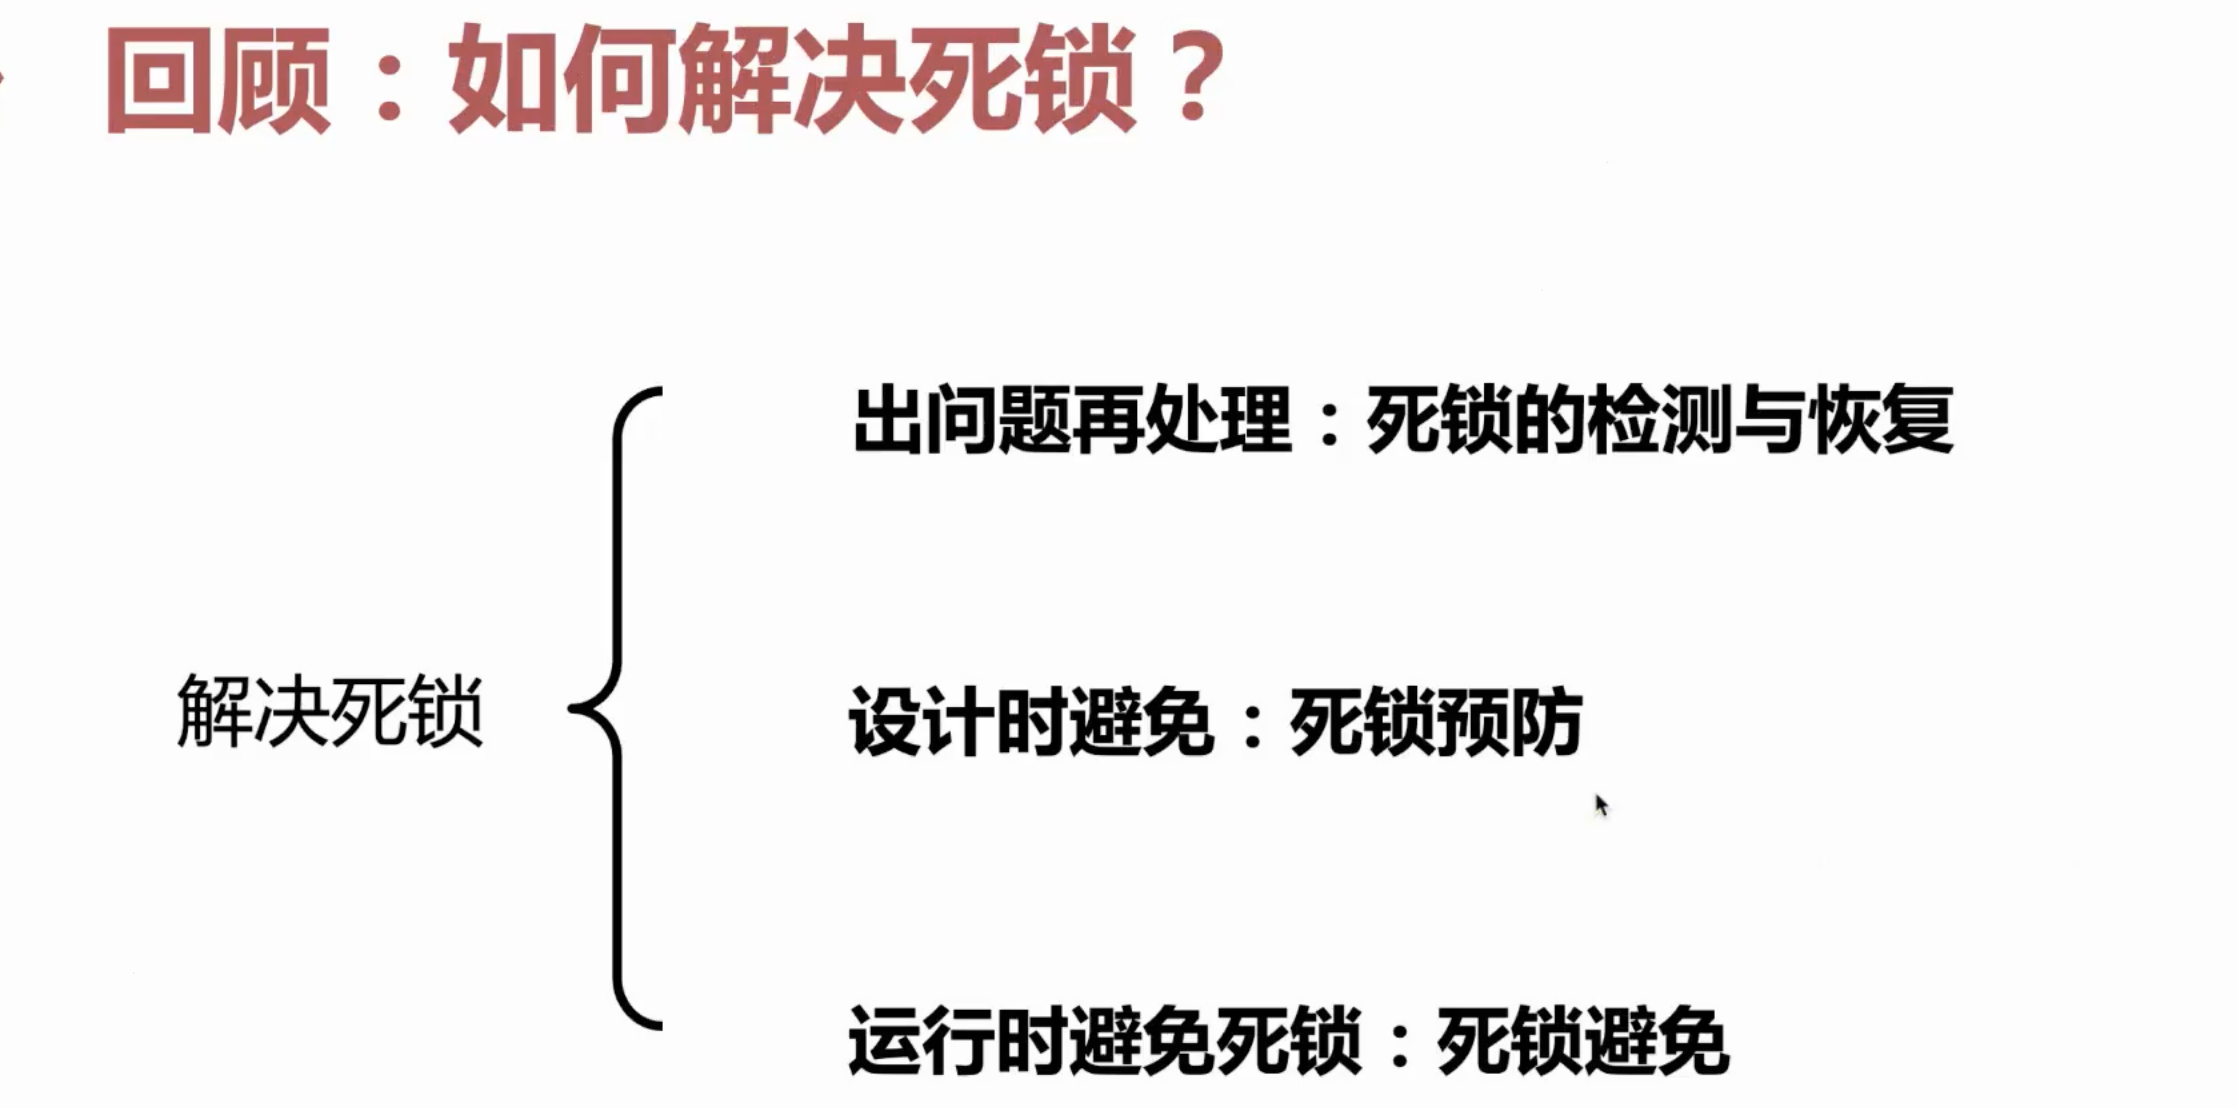 回顾：如何解决死锁？
出问题再处理：死锁的检测与恢复
解决死锁
设计时避免：死锁预防
运行时避免死锁：死锁避免